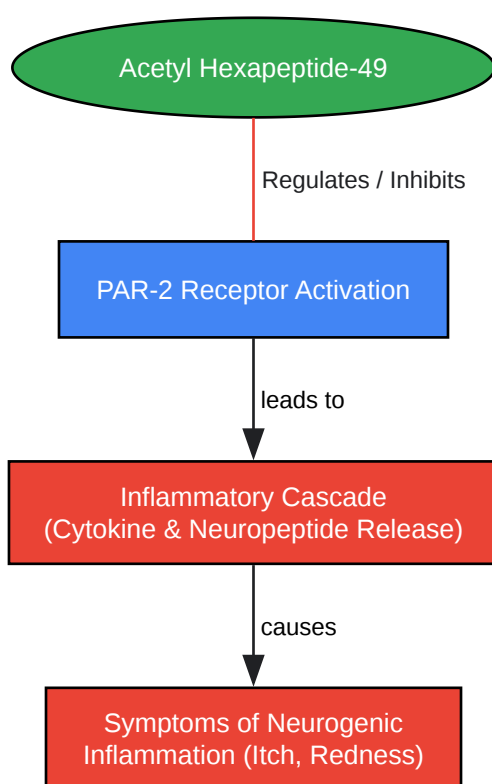 Acetyl Hexapeptide-49
Regulates / Inhibits
PAR-2 Receptor Activation
leads to
Inflammatory Cascade
(Cytokine & Neuropeptide Release)
causes
Symptoms of Neurogenic
Inflammation (Itch, Redness)